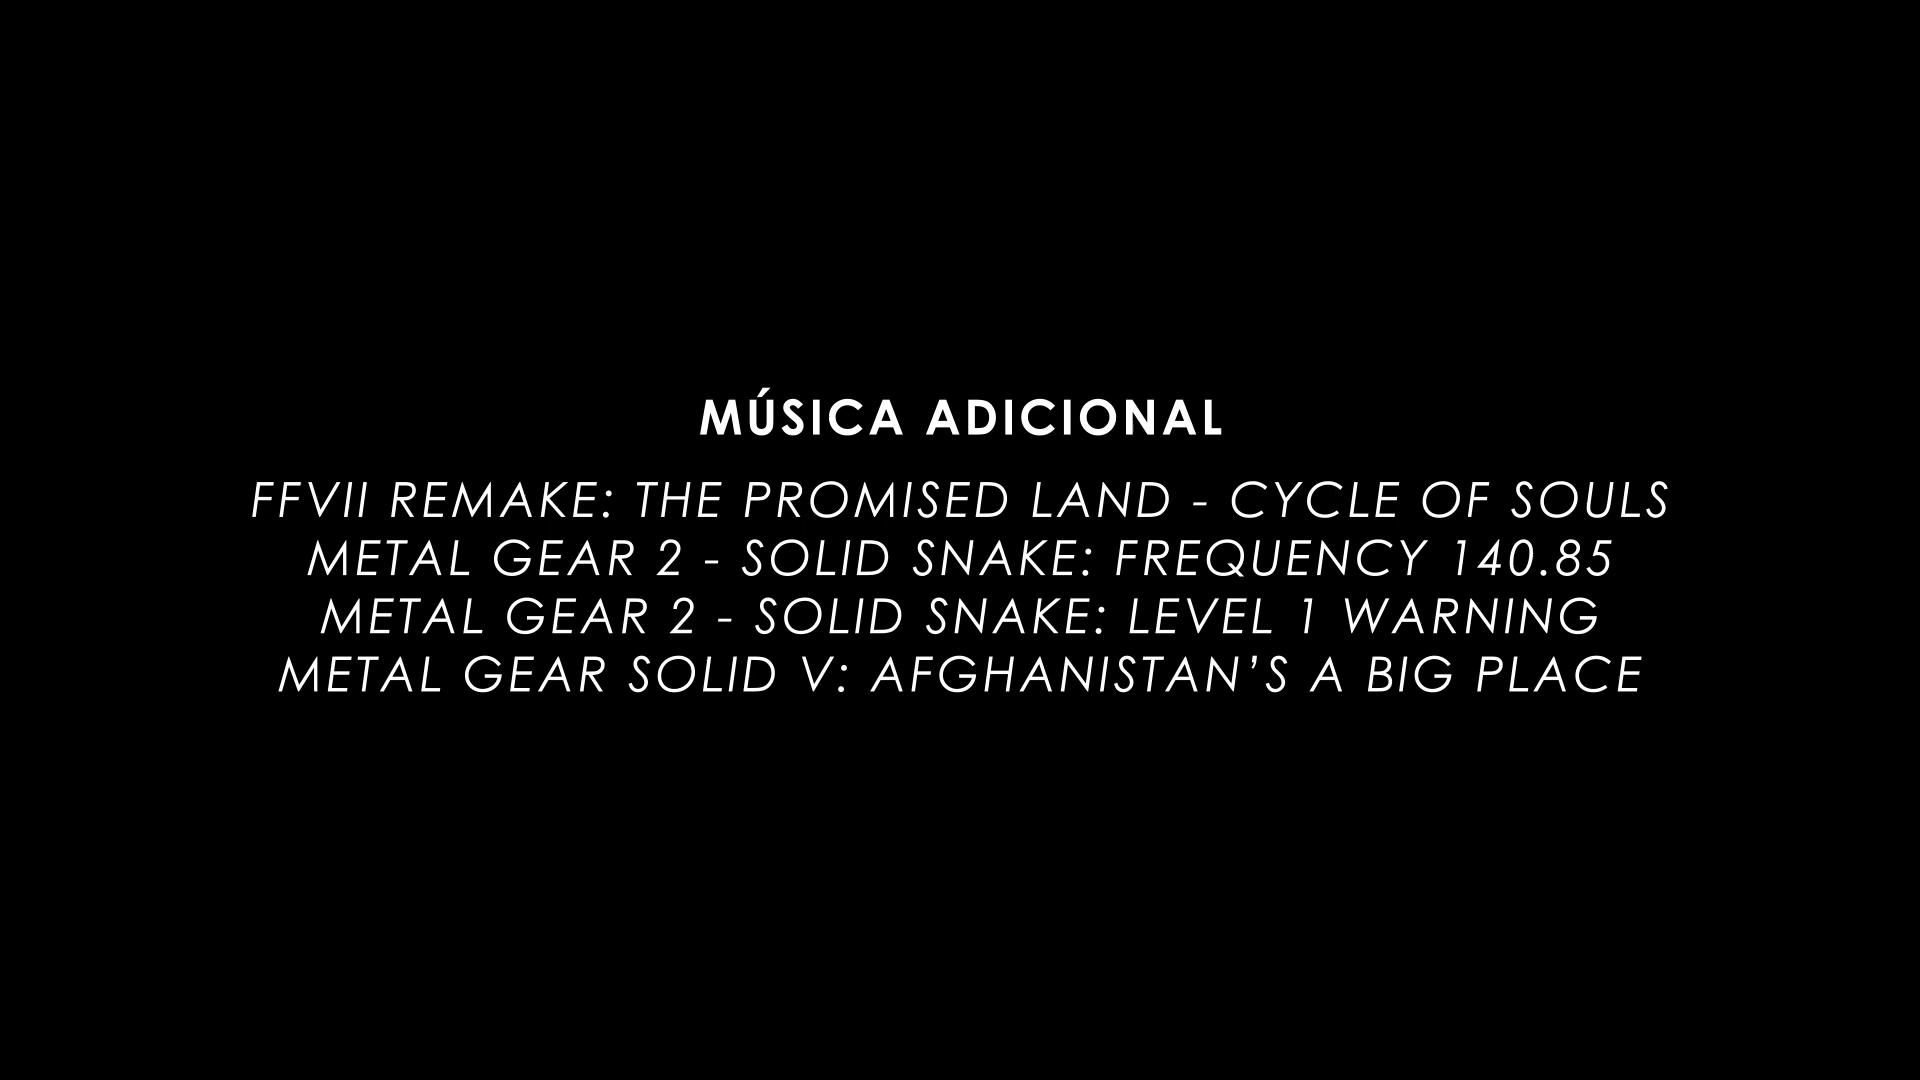 MÚSICA ADICIONAL
FFVII REMAKE: THE PROMISED LAND - CYCLE OF SOULS
METAL GEAR 2 - SOLID SNAKE: FREQUENCY 140.85
METAL GEAR 2 - SOLID SNAKE: LEVEL 1 WARNING
METAL GEAR SOLID V: AFGHANISTAN’S A BIG PLACE